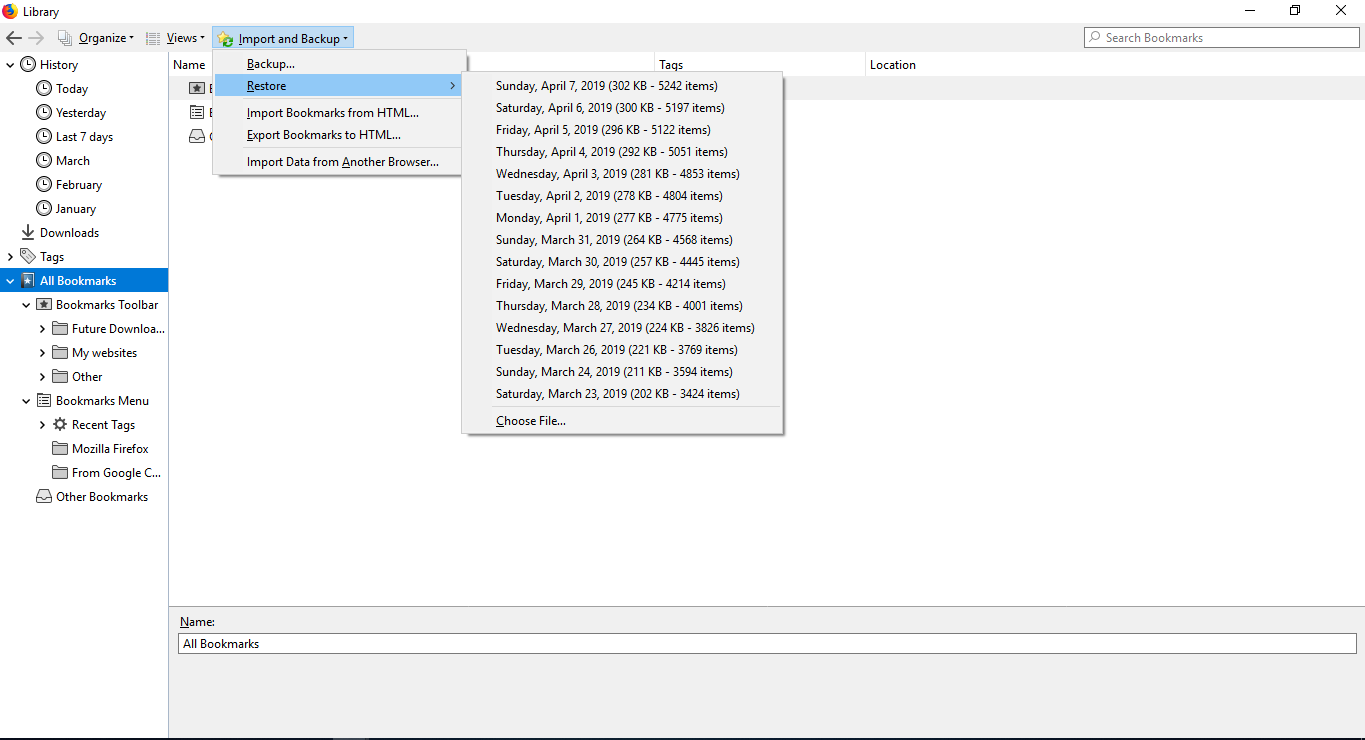 Library
Organize
Views
Import and Backup
Search Bookmarks
History
Today
Yesterday
Last 7 days
March
February
January
Downloads
Tags
All Bookmarks
Bookmarks Toolbar
Future Downloa...
My websites
Other
Bookmarks Menu
Recent Tags
Mozilla Firefox
From Google C...
Other Bookmarks
Name
Tags
Location
Backup...
Restore
Import Bookmarks from HTML...
Export Bookmarks to HTML...
Import Data from Another Browser...
Sunday, April 7, 2019 (302 KB - 5242 items)
Saturday, April 6, 2019 (300 KB - 5197 items)
Friday, April 5, 2019 (296 KB - 5122 items)
Thursday, April 4, 2019 (292 KB - 5051 items)
Wednesday, April 3, 2019 (281 KB - 4853 items)
Tuesday, April 2, 2019 (278 KB - 4804 items)
Monday, April 1, 2019 (277 KB - 4775 items)
Sunday, March 31, 2019 (264 KB - 4568 items)
Saturday, March 30, 2019 (257 KB - 4445 items)
Friday, March 29, 2019 (245 KB - 4214 items)
Thursday, March 28, 2019 (234 KB - 4001 items)
Wednesday, March 27, 2019 (224 KB - 3826 items)
Tuesday, March 26, 2019 (221 KB - 3769 items)
Sunday, March 24, 2019 (211 KB - 3594 items)
Saturday, March 23, 2019 (202 KB - 3424 items)
Choose File...
Name:
All Bookmarks